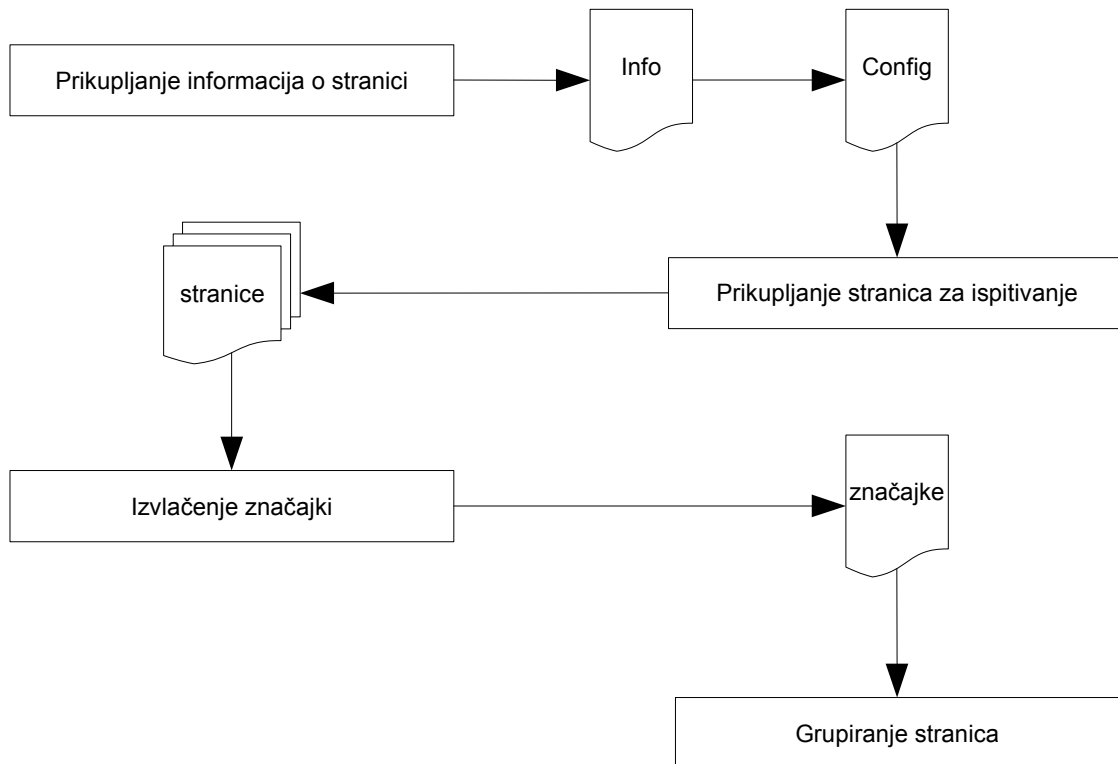 Prikupljanje informacija o stranici
Info
Config
Prikupljanje stranica za ispitivanje
stranice
Izvlačenje značajki
značajke
Grupiranje stranica